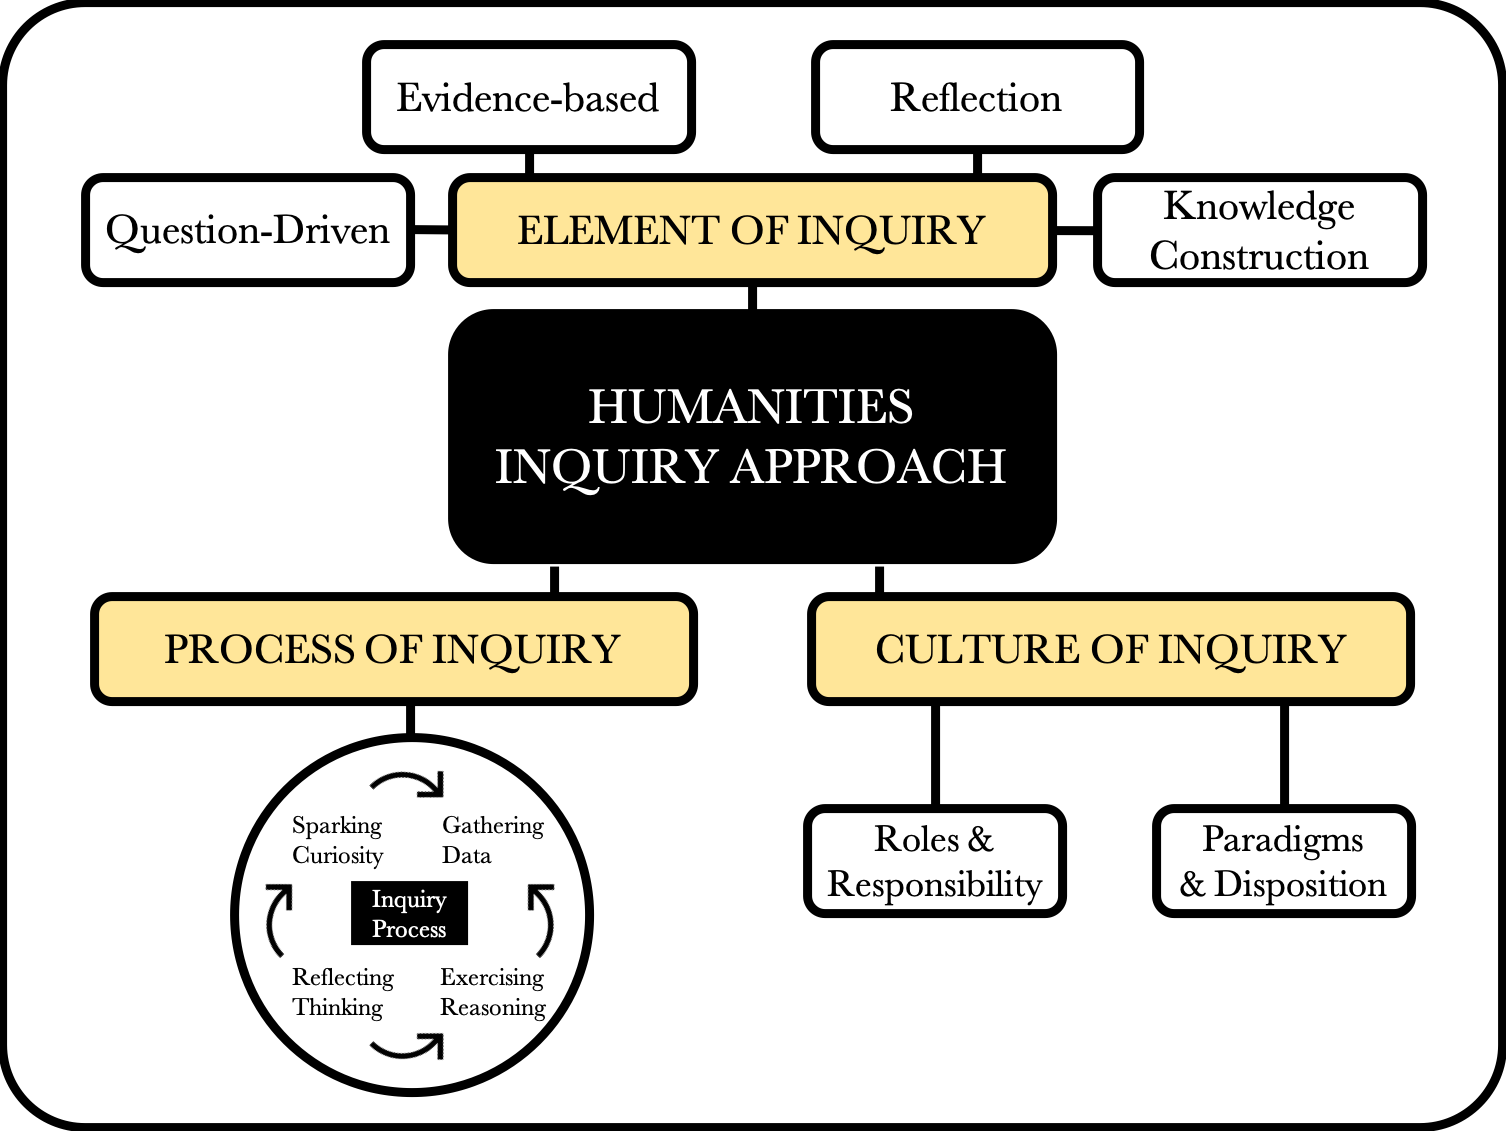 Evidence-based
Reflection
Question-Driven
ELEMENT OF INQUIRY
Knowledge
Construction
HUMANITIES
INQUIRY APPROACH
PROCESS OF INQUIRY
CULTURE OF INQUIRY
Sparking
Curiosity
Gathering
Data
Inquiry
Process
Reflecting
Thinking
Exercising
Reasoning
Roles &
Responsibility
Paradigms
& Disposition